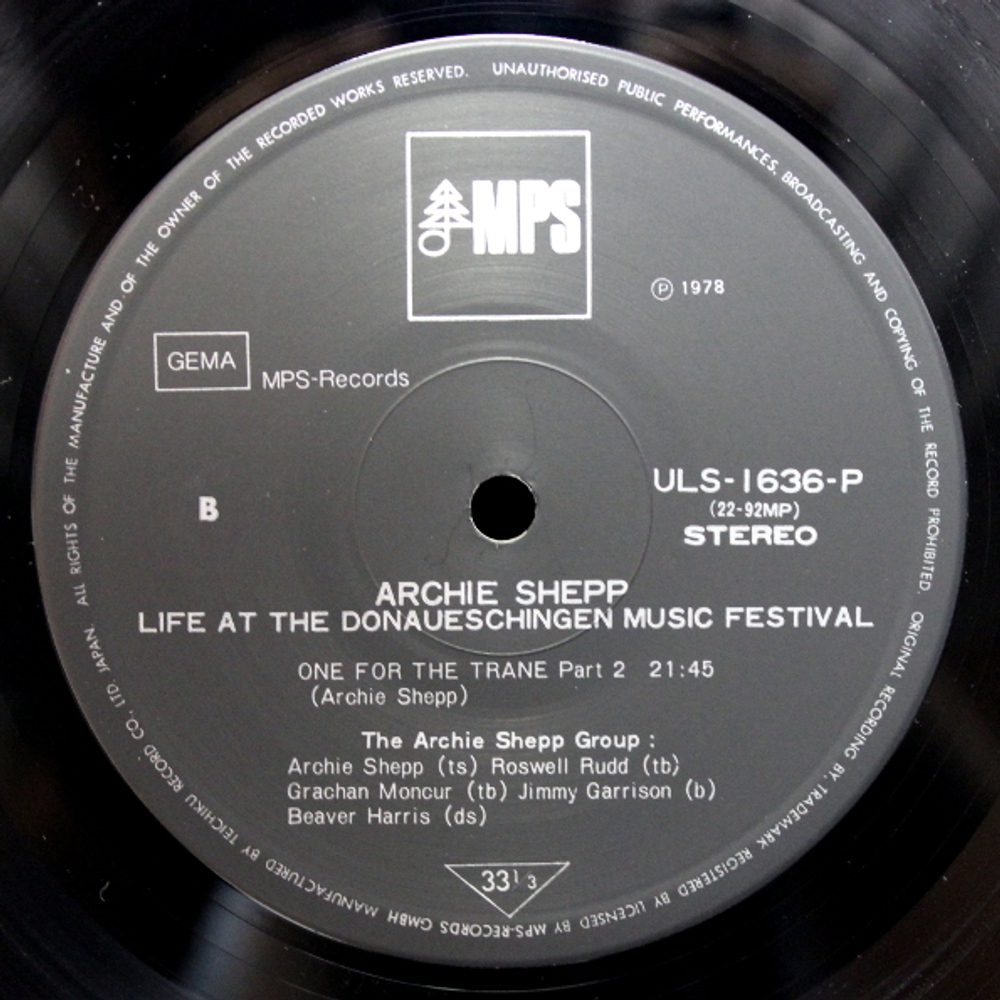 ALL RIGHTS OF THE MANUFACTURE AND OF THE OWNER OF THE RECORDED WORKS RESERVED. UNAUTHORISED PUBLIC PERFORMANCES, BROADCASTING AND COPYING OF THE RECORD PROHIBITED. ORIGINAL RECORDING BY, TRADEMARK REGISTERED BY LICENSED BY MPS-RECORDS GMBH MANUFACTURED BY TEICHIKU RECORD CO., LTD. JAPAN.
MPS
℗ 1978
GEMA
MPS-Records
B
ULS-1636-P
(22-92MP)
STEREO
ARCHIE SHEPP
LIFE AT THE DONAUESCHINGEN MUSIC FESTIVAL
ONE FOR THE TRANE Part 2 21:45
(Archie Shepp)
The Archie Shepp Group :
Archie Shepp (ts) Roswell Rudd (tb)
Grachan Moncur (tb) Jimmy Garrison (b)
Beaver Harris (ds)
33 1/3